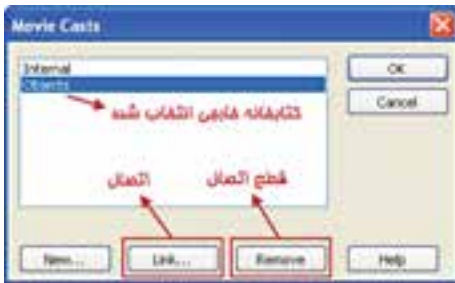 Movie Casts
Internal
Objects
OK
Cancel
کتابخانه خارجی انتخاب شده
قطع اتصال
اتصال
New...
Link...
Remove
Help